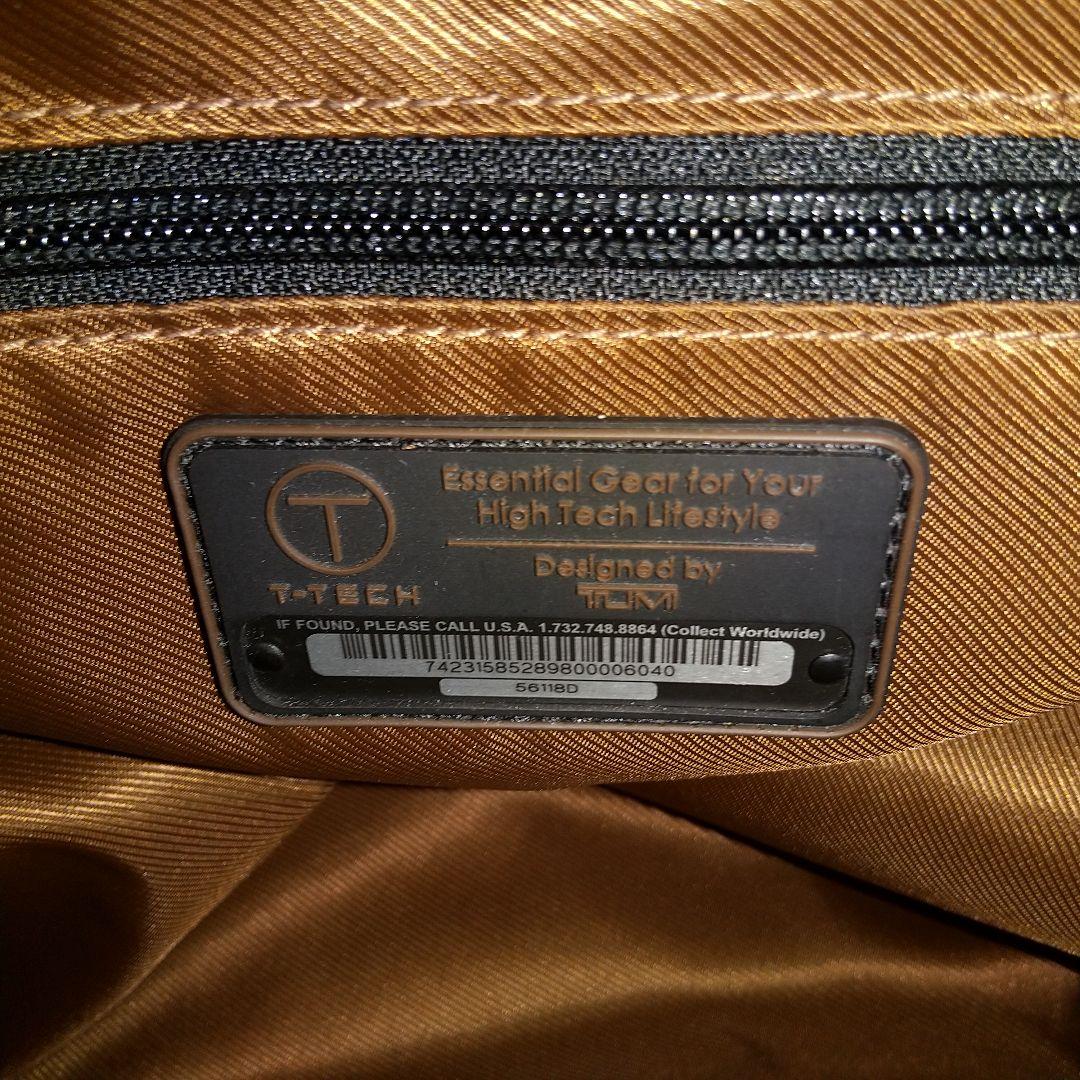 T
T-TECH
Essential Gear for Your
High Tech Lifestyle
Designed by
TUMI
IF FOUND, PLEASE CALL U.S.A. 1.732.748.8864 (Collect Worldwide)
74231585289800006040
56118D